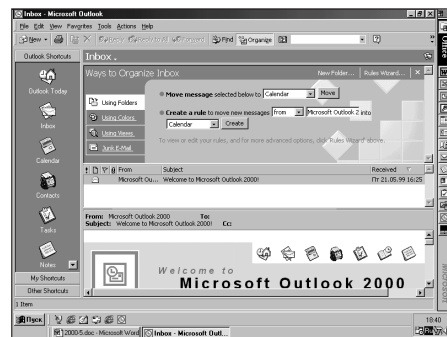 Inbox - Microsoft Outlook
File Edit View Favorites Tools Actions Help
New Reply Reply to All Forward Find Organize
Outlook Shortcuts
Inbox .
Outlook Today
Inbox
Calendar
Contacts
Tasks
Notes
My Shortcuts
Other Shortcuts
Ways to Organize Inbox
New Folder... Rules Wizard...
Using Folders
Using Colors
Using Views
Junk E-Mail
Move message selected below to Calendar Move
Create a rule to move new messages from Microsoft Outlook 2 into
Calendar Create
To view or edit your rules, and for more advanced options, click Rules Wizard above.
From Subject Received
Microsoft Ou... Welcome to Microsoft Outlook 2000! Пт 21.05.99 16:25
From: Microsoft Outlook 2000 To:
Subject: Welcome to Microsoft Outlook 2000! Cc:
Welcome to
Microsoft Outlook 2000
1 Item
Office
Microsoft
Пуск
18:40
2000-5.doc - Microsoft Word
Inbox - Microsoft Outl...
Ru